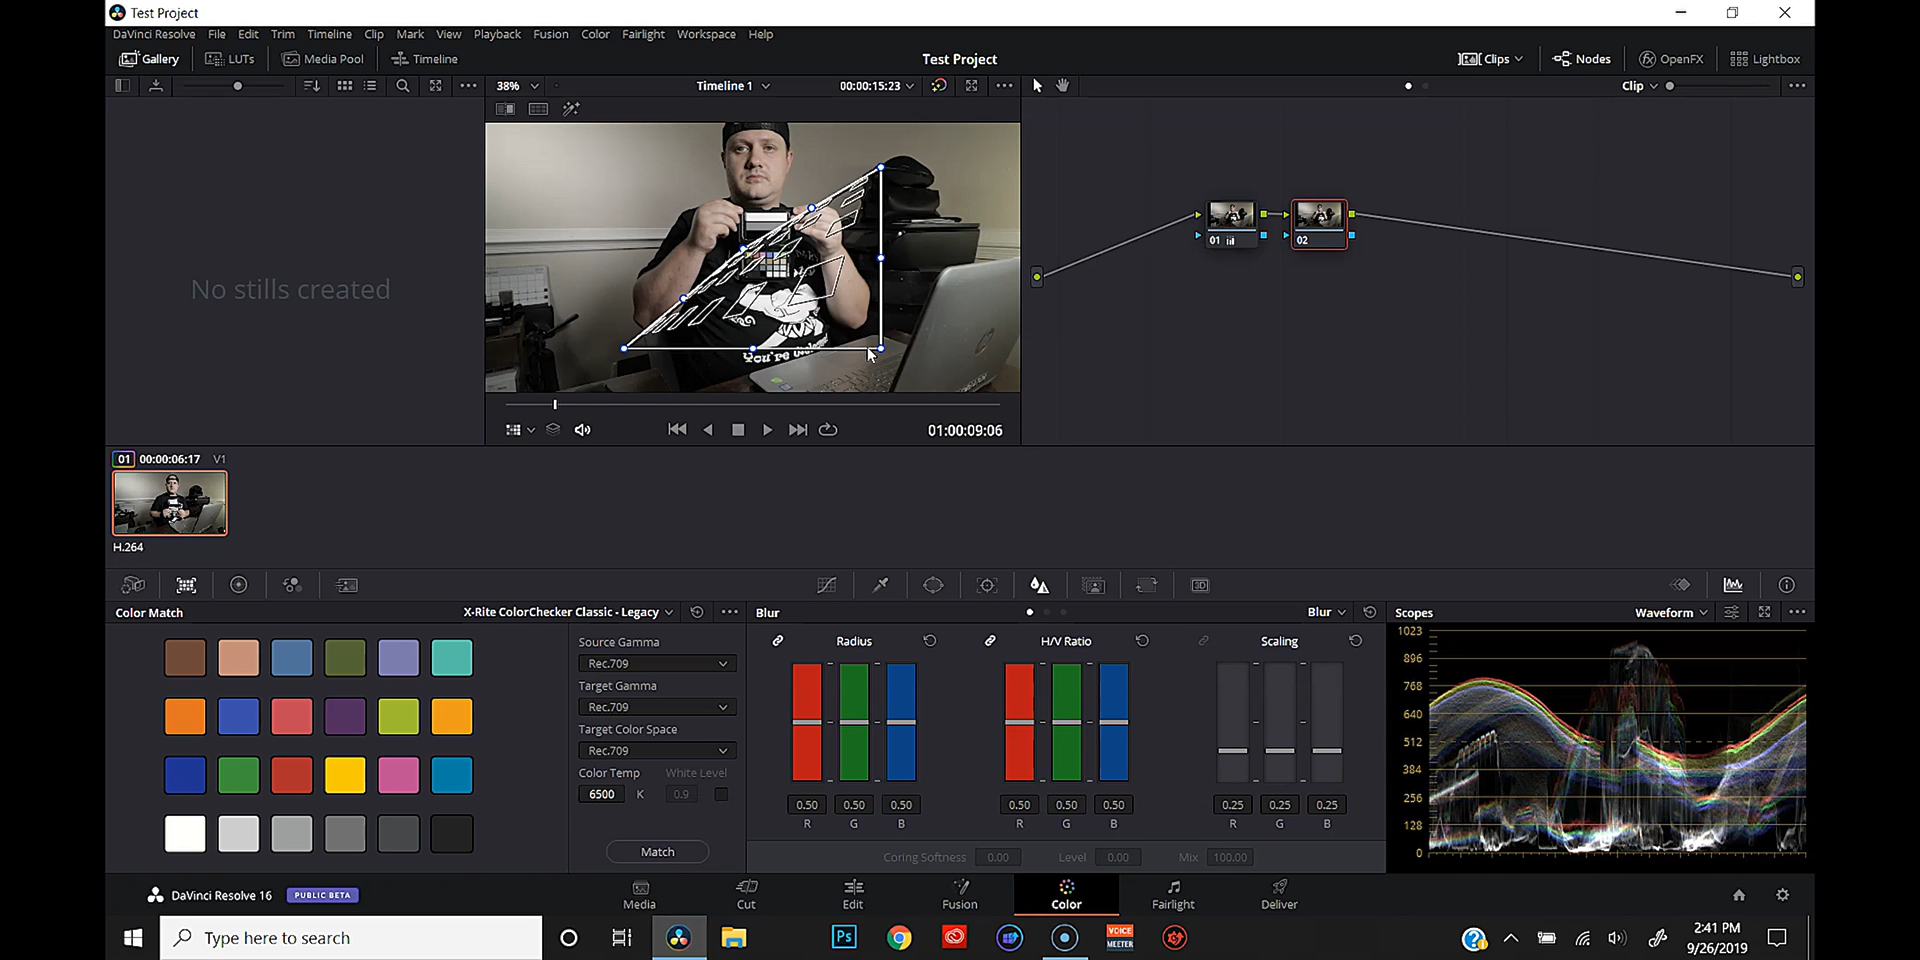 Test Project
DaVinci Resolve File Edit Trim Timeline Clip Mark View Playback Fusion Color Fairlight Workspace Help
Gallery LUTs Media Pool Timeline Test Project Clips Nodes OpenFX Lightbox
38% Timeline 1 00:00:15:23 Clip
No stills created
You're
01 02
01:00:09:06
01 00:00:06:17 V1
H.264
Color Match X-Rite ColorChecker Classic - Legacy Blur Blur Scopes Waveform
Source Gamma
Rec.709
Target Gamma
Rec.709
Target Color Space
Rec.709
Color Temp White Level
6500 K 0.9
Match
Radius H/V Ratio Scaling
0.50 0.50 0.50 0.50 0.50 0.50 0.25 0.25 0.25
R G B R G B R G B
Coring Softness 0.00 Level 0.00 Mix 100.00
1023
896
768
640
512
384
256
128
0
DaVinci Resolve 16 PUBLIC BETA Media Cut Edit Fusion Color Fairlight Deliver
Type here to search Ps VOICE MEETER 2:41 PM
9/26/2019